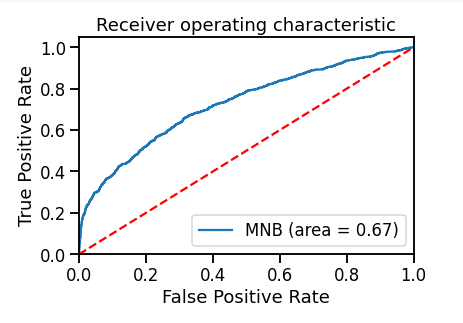 Receiver operating characteristic
True Positive Rate
1.0
0.8
0.6
0.4
0.2
0.0
MNB (area = 0.67)
0.0 0.2 0.4 0.6 0.8 1.0
False Positive Rate